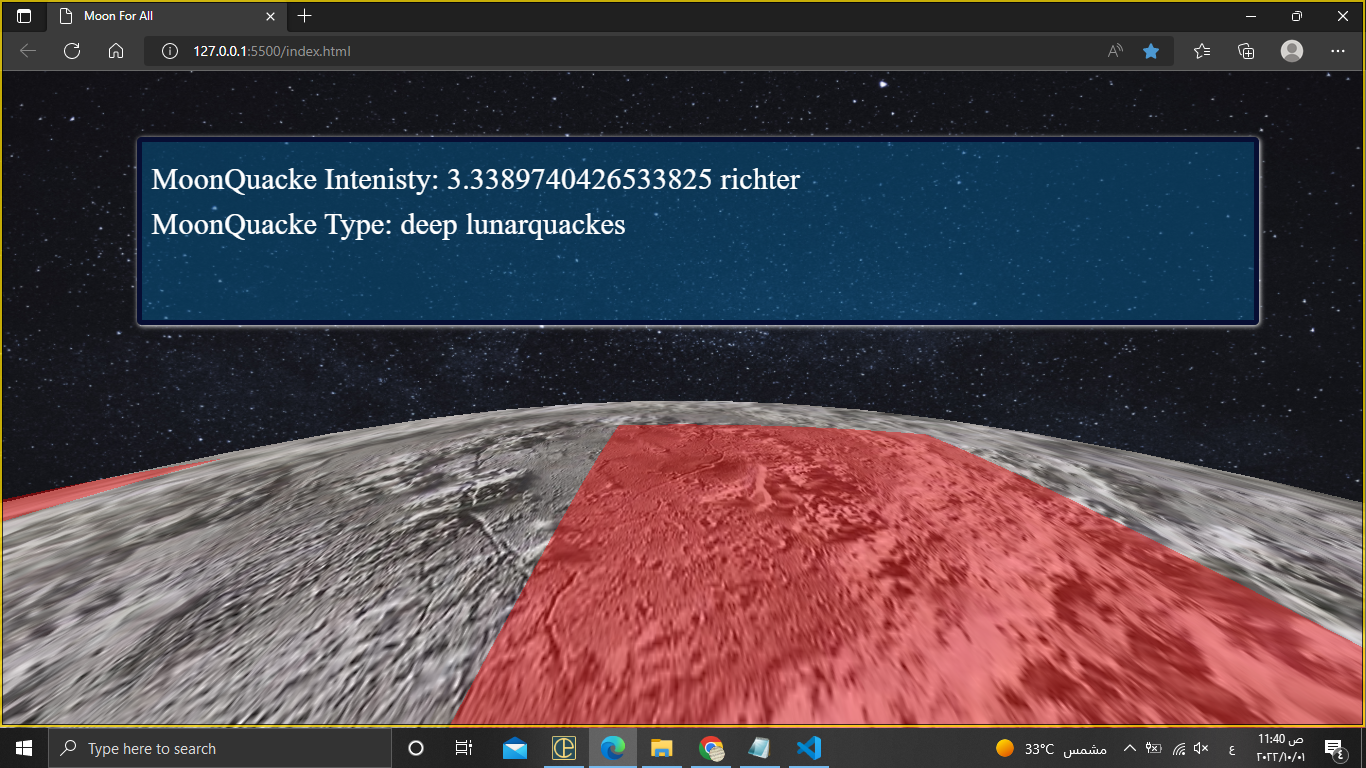 Moon For All
127.0.0.1:5500/index.html
MoonQuacke Intenisty: 3.3389740426533825 richter
MoonQuacke Type: deep lunarquackes
Type here to search
33°C مشمس
ع
11:40 ص
٢٠٢٢/١٠/٠١
٤